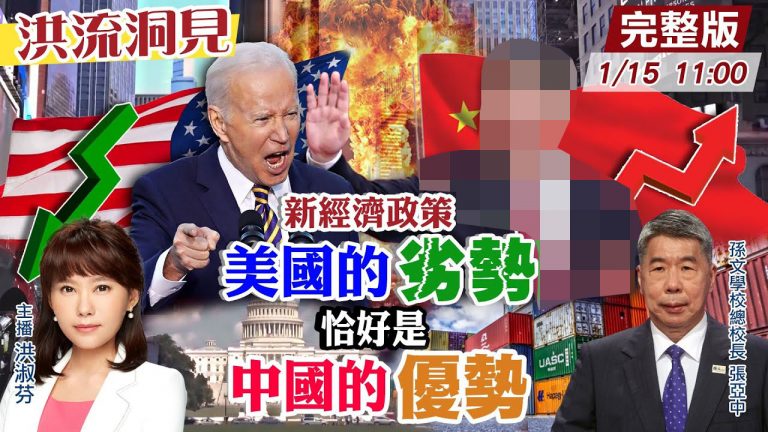 洪流洞見
完整版
1/15 11:00
新經濟政策
美國的劣勢
恰好是
中國的優勢
主播 洪淑芬
孫文學校總校長 張亞中
UASC
Hapag-Lloyd